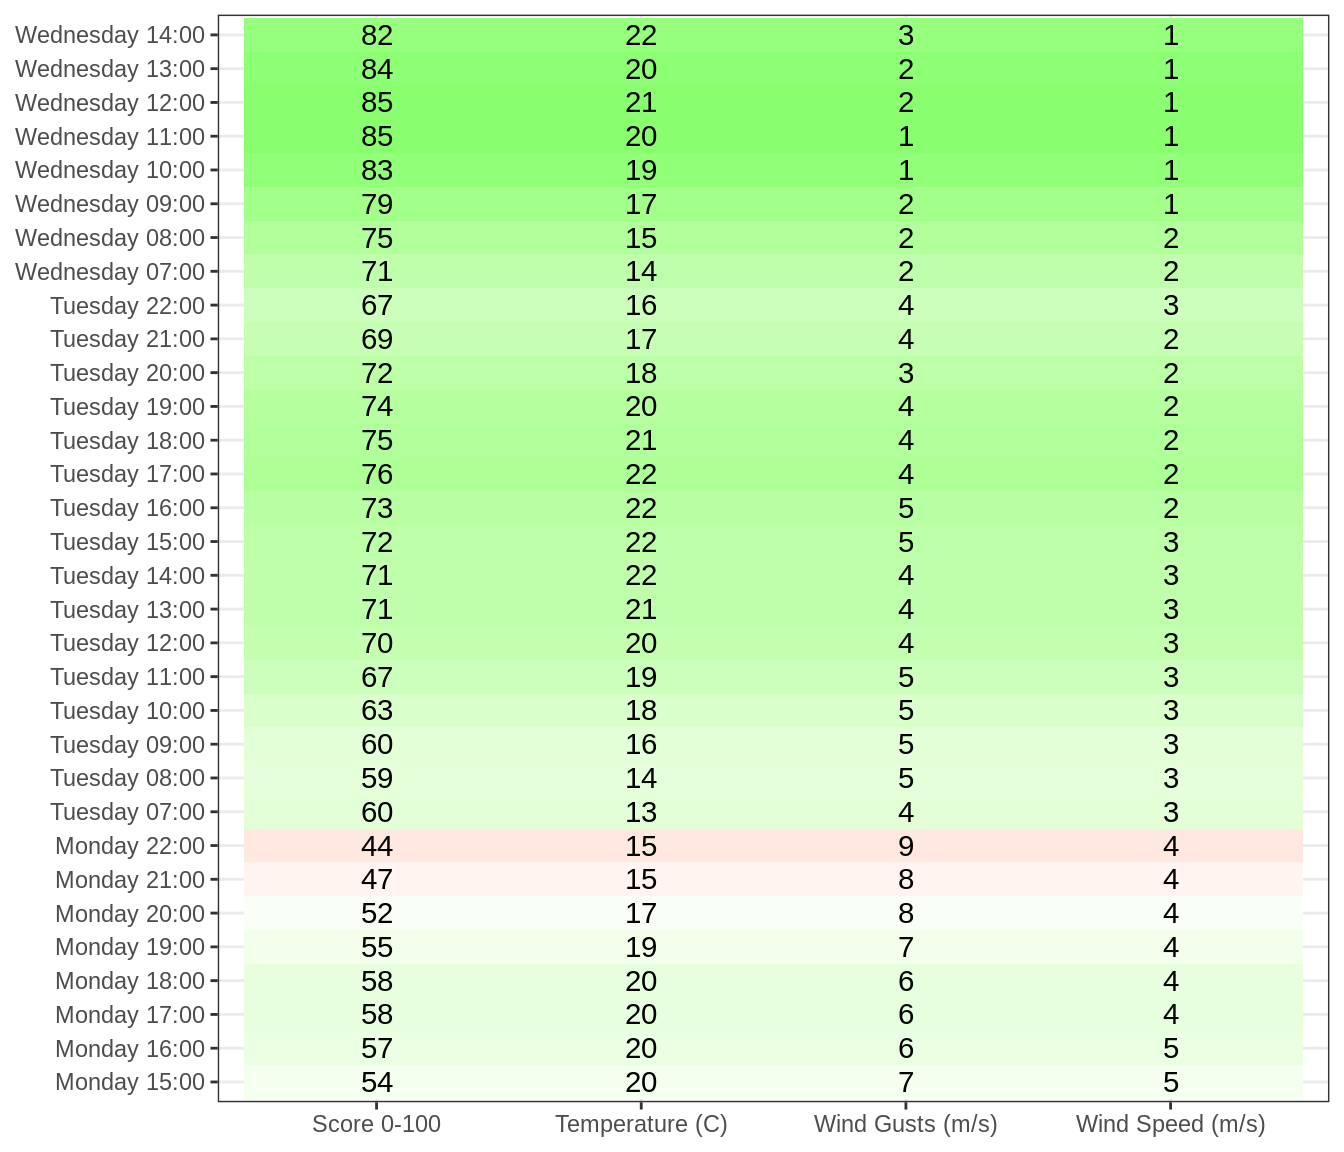 Wednesday 14:00 82 22 3 1
Wednesday 13:00 84 20 2 1
Wednesday 12:00 85 21 2 1
Wednesday 11:00 85 20 1 1
Wednesday 10:00 83 19 1 1
Wednesday 09:00 79 17 2 1
Wednesday 08:00 75 15 2 2
Wednesday 07:00 71 14 2 2
Tuesday 22:00 67 16 4 3
Tuesday 21:00 69 17 4 2
Tuesday 20:00 72 18 3 2
Tuesday 19:00 74 20 4 2
Tuesday 18:00 75 21 4 2
Tuesday 17:00 76 22 4 2
Tuesday 16:00 73 22 5 2
Tuesday 15:00 72 22 5 3
Tuesday 14:00 71 22 4 3
Tuesday 13:00 71 21 4 3
Tuesday 12:00 70 20 4 3
Tuesday 11:00 67 19 5 3
Tuesday 10:00 63 18 5 3
Tuesday 09:00 60 16 5 3
Tuesday 08:00 59 14 5 3
Tuesday 07:00 60 13 4 3
Monday 22:00 44 15 9 4
Monday 21:00 47 15 8 4
Monday 20:00 52 17 8 4
Monday 19:00 55 19 7 4
Monday 18:00 58 20 6 4
Monday 17:00 58 20 6 4
Monday 16:00 57 20 6 5
Monday 15:00 54 20 7 5
Score 0-100 Temperature (C) Wind Gusts (m/s) Wind Speed (m/s)